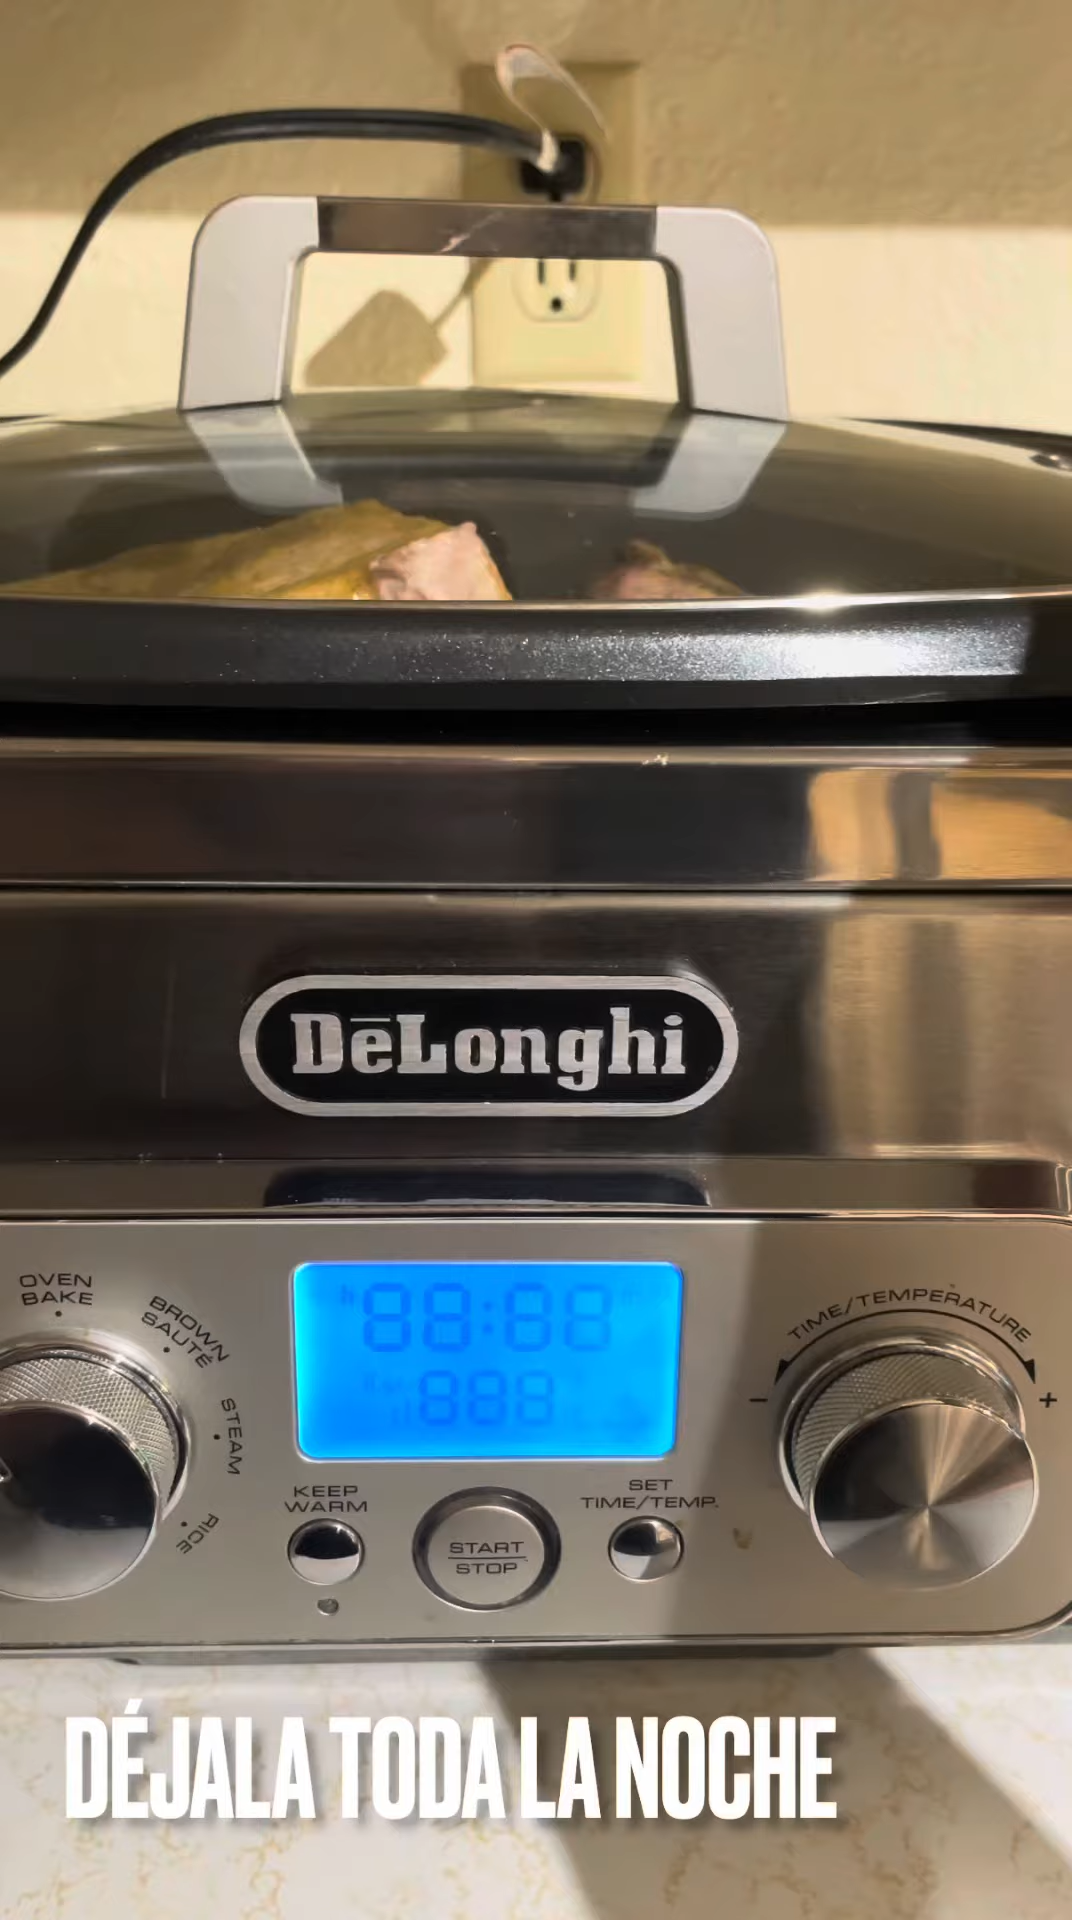 DēLonghi
OVEN
BAKE
BROWN
SAUTÉ
STEAM
RICE
88:88
888
TIME/TEMPERATURE
- +
KEEP
WARM
START
STOP
SET
TIME/TEMP.
DÉJALA TODA LA NOCHE